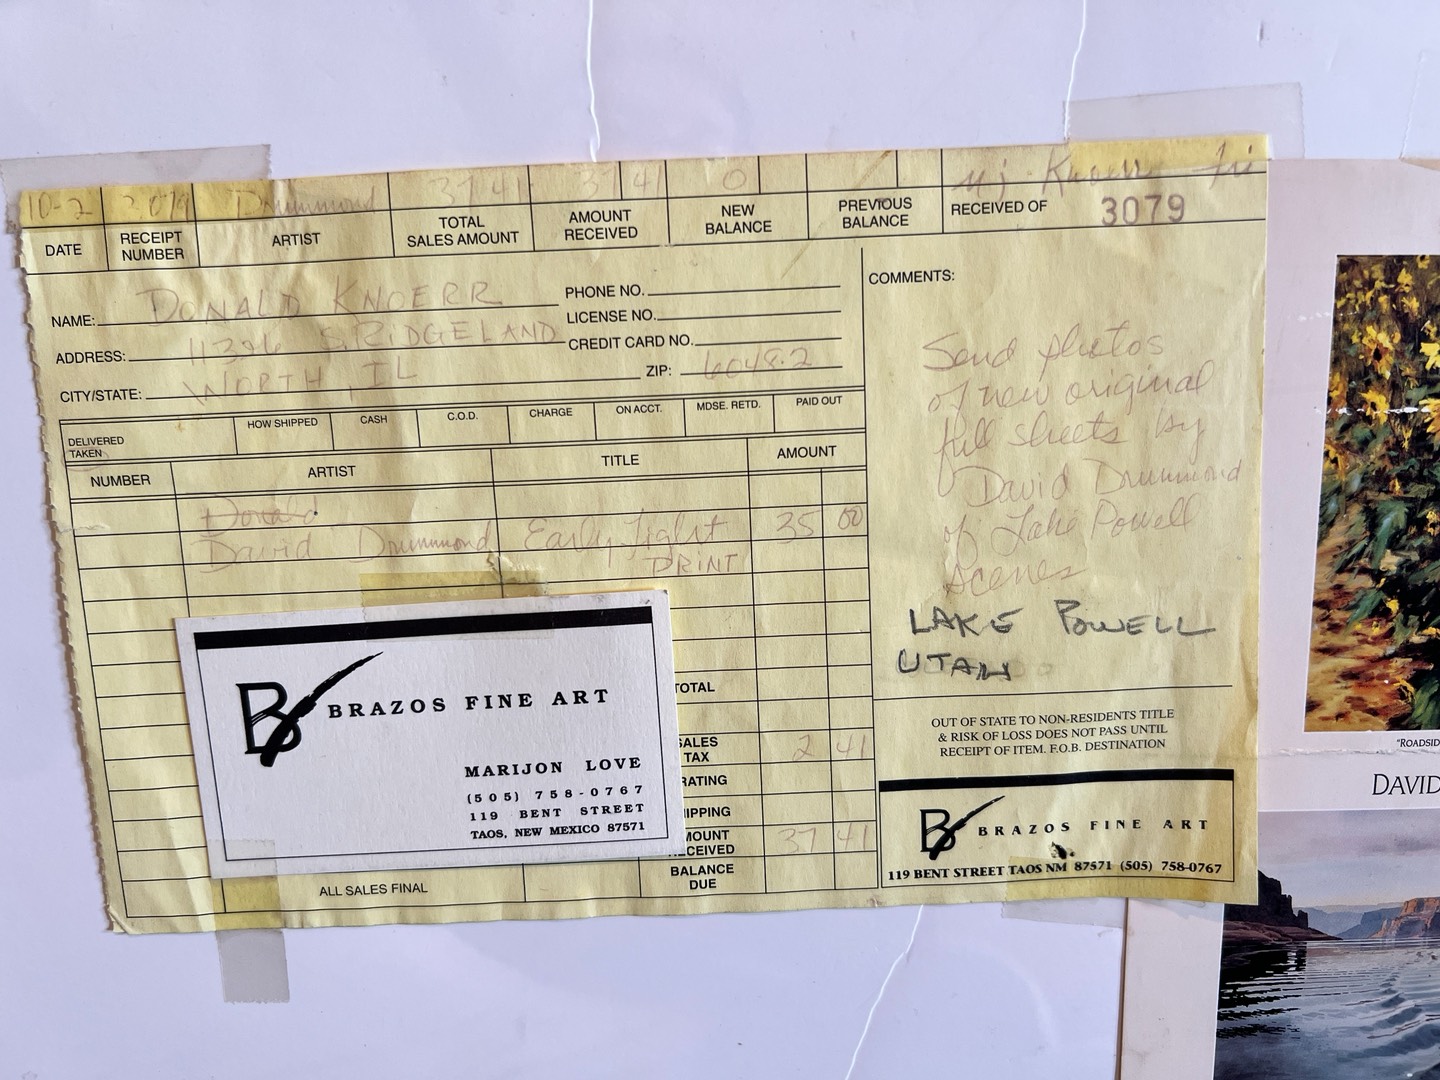 10-2 3079 Drummond 37 41 37 41 0 Knoerr
DATE RECEIPT NUMBER ARTIST TOTAL SALES AMOUNT AMOUNT RECEIVED NEW BALANCE PREVIOUS BALANCE RECEIVED OF 3079
NAME: DONALD KNOERR
ADDRESS: 11326 S. RIDGELAND
CITY/STATE: WORTH, IL
PHONE NO.
LICENSE NO.
CREDIT CARD NO.
ZIP: 60482
DELIVERED
TAKEN
HOW SHIPPED CASH C.O.D. CHARGE ON ACCT. MDSE. RETD. PAID OUT
NUMBER ARTIST TITLE AMOUNT
Donald
David Drummond Early Light 35 00
PRINT
TOTAL
SALES TAX 2 41
RATING
IPPING
MOUNT RECEIVED 37 41
BALANCE DUE
ALL SALES FINAL
BRAZOS FINE ART
MARIJON LOVE
(505) 758-0767
119 BENT STREET
TAOS, NEW MEXICO 87571
COMMENTS:
Send photos
of new original
full sheets by
David Drummond
of Lake Powell
Scenes
LAKE POWELL
UTAH
OUT OF STATE TO NON-RESIDENTS TITLE
& RISK OF LOSS DOES NOT PASS UNTIL
RECEIPT OF ITEM. F.O.B. DESTINATION
BRAZOS FINE ART
119 BENT STREET TAOS NM 87571 (505) 758-0767
"ROADSID
DAVID